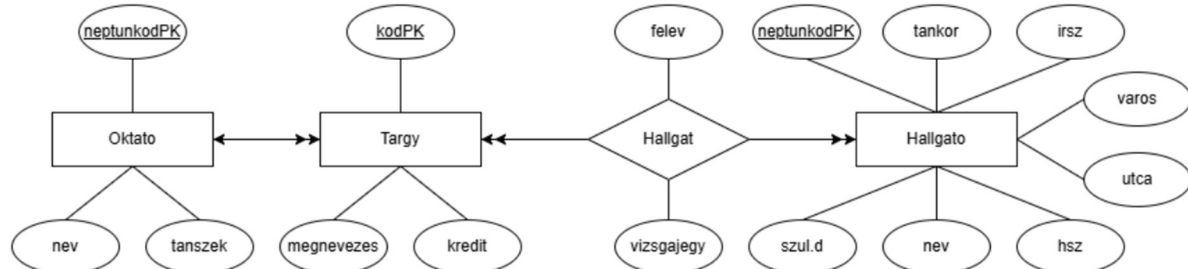 neptunkodPK
kodPK
felev
neptunkodPK
tankor
irsz
varos
Oktato
Targy
Hallgat
Hallgato
utca
nev
tanszek
megnevezes
kredit
vizsgajegy
szul.d
nev
hsz